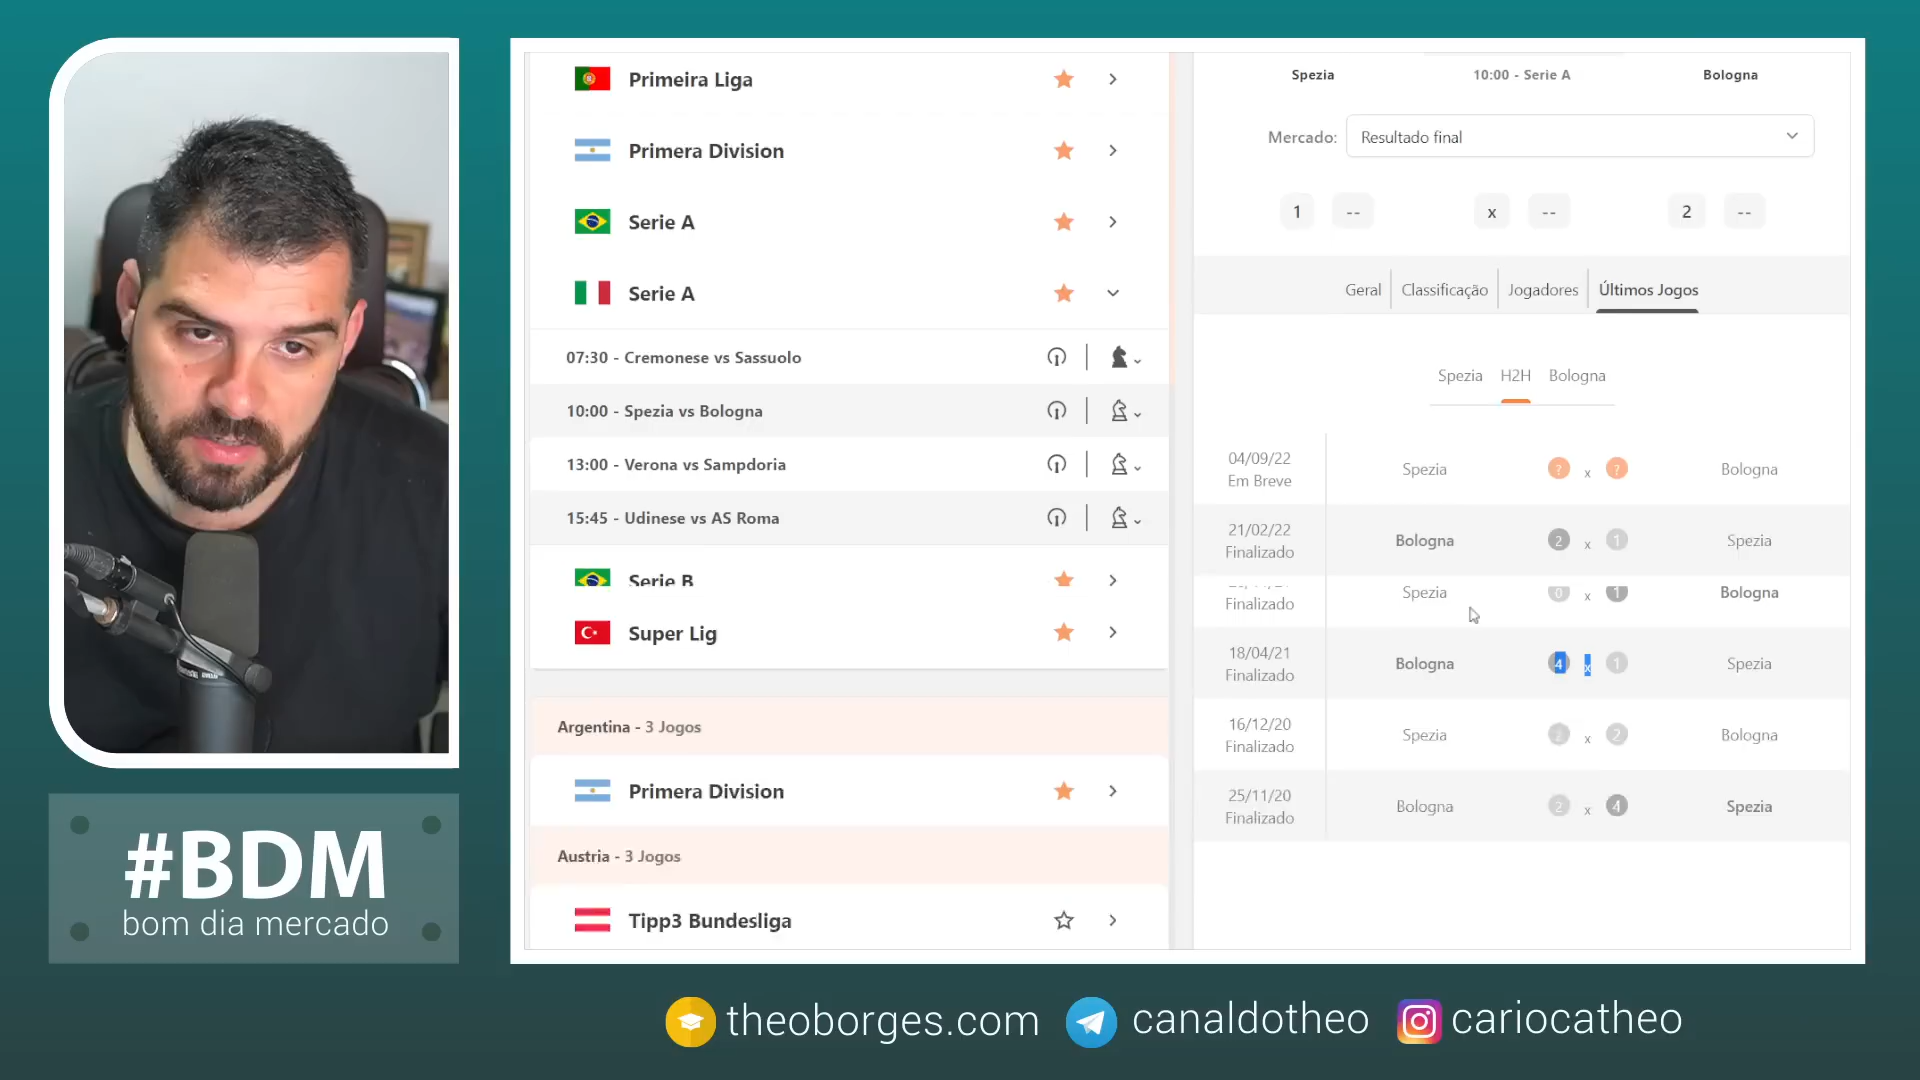 Primeira Liga
Primera Division
Serie A
Serie A
07:30 - Cremonese vs Sassuolo
10:00 - Spezia vs Bologna
13:00 - Verona vs Sampdoria
15:45 - Udinese vs AS Roma
Serie B
Super Lig
Argentina - 3 Jogos
Primera Division
Austria - 3 Jogos
Tipp3 Bundesliga
Spezia 10:00 - Serie A Bologna
Mercado: Resultado final
1 -- x -- 2 --
Geral Classificação Jogadores Últimos Jogos
Spezia H2H Bologna
04/09/22
Em Breve
Spezia ? x ? Bologna
21/02/22
Finalizado
Bologna 2 x 1 Spezia
Finalizado
Spezia 0 x 1 Bologna
18/04/21
Finalizado
Bologna 4 x 1 Spezia
16/12/20
Finalizado
Spezia 2 x 2 Bologna
25/11/20
Finalizado
Bologna 2 x 4 Spezia
#BDM
bom dia mercado
theoborges.com canaldotheo cariocatheo